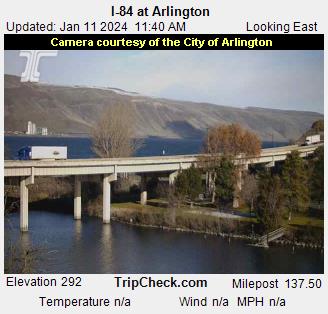 I-84 at Arlington
Updated: Jan 11 2024 11:40 AM Looking East
Camera courtesy of the City of Arlington
Elevation 292 TripCheck.com Milepost 137.50
Temperature n/a Wind n/a MPH n/a